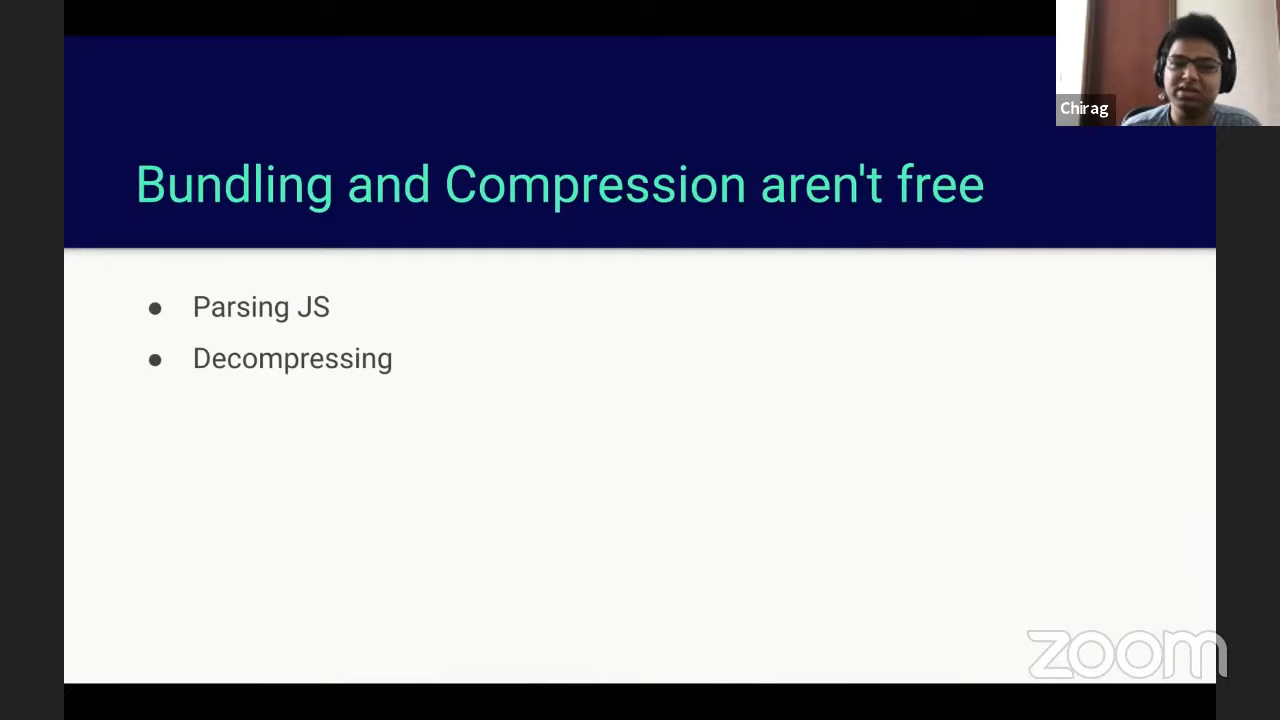 Chirag
Bundling and Compression aren't free
● Parsing JS
● Decompressing
zoom